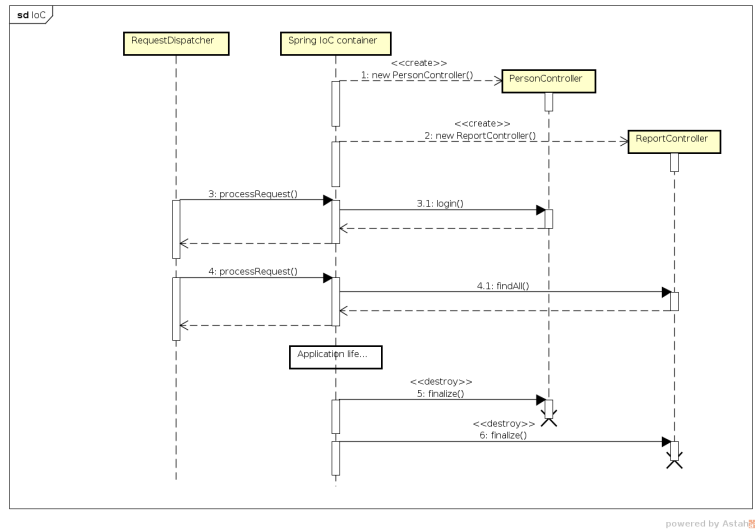 sd IoC
RequestDispatcher
Spring IoC container
<<create>>
1: new PersonController()
PersonController
<<create>>
2: new ReportController()
ReportController
3: processRequest()
3.1: login()
4: processRequest()
4.1: findAll()
Application life...
<<destroy>>
5: finalize()
<<destroy>>
6: finalize()
powered by Astah